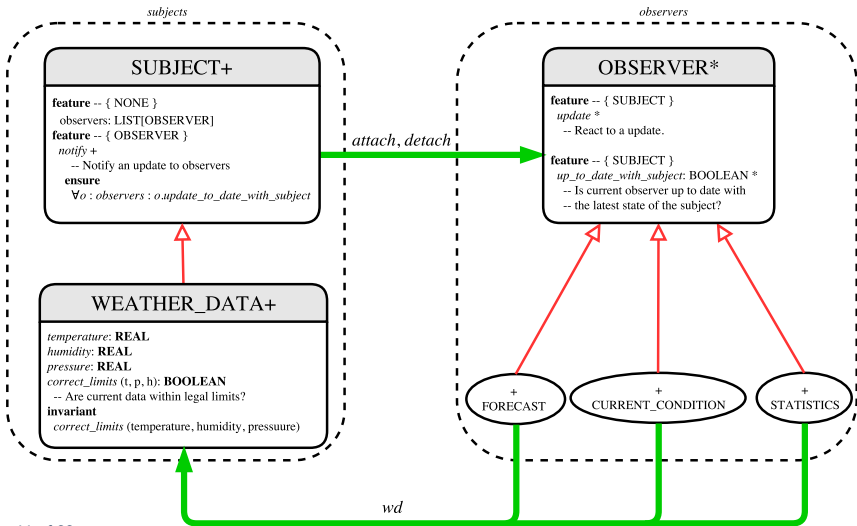 subjects
SUBJECT+
feature -- { NONE }
observers: LIST[OBSERVER]
feature -- { OBSERVER }
notify +
-- Notify an update to observers
ensure
∀o : observers : o.update_to_date_with_subject
WEATHER_DATA+
temperature: REAL
humidity: REAL
pressure: REAL
correct_limits (t, p, h): BOOLEAN
-- Are current data within legal limits?
invariant
correct_limits (temperature, humidity, pressuure)
attach, detach
observers
OBSERVER*
feature -- { SUBJECT }
update *
-- React to a update.
feature -- { SUBJECT }
up_to_date_with_subject: BOOLEAN *
-- Is current observer up to date with
-- the latest state of the subject?
+
FORECAST
+
CURRENT_CONDITION
+
STATISTICS
wd